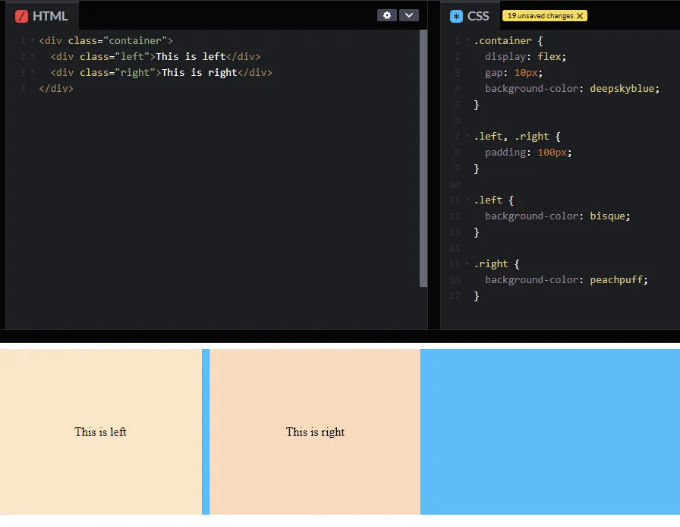 HTML
1 <div class="container">
2 <div class="left">This is left</div>
3 <div class="right">This is right</div>
4 </div>
CSS
19 unsaved changes X
1 .container {
2 display: flex;
3 gap: 10px;
4 background-color: deepskyblue;
5 }
6
7 .left, .right {
8 padding: 100px;
9 }
10
11 .left {
12 background-color: bisque;
13 }
14
15 .right {
16 background-color: peachpuff;
17 }
This is left
This is right